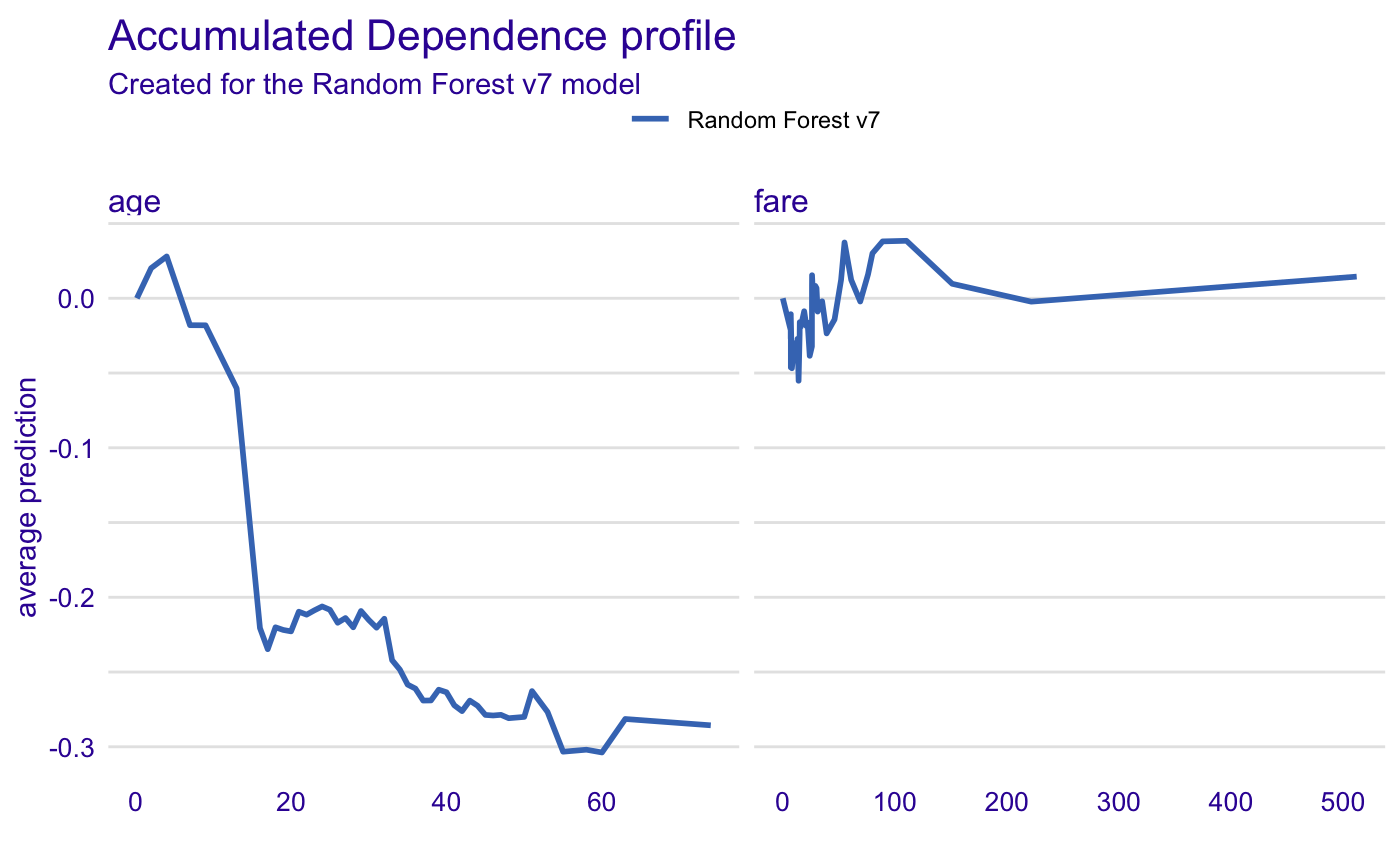 Accumulated Dependence profile
Created for the Random Forest v7 model
Random Forest v7
age
fare
average prediction
0.0
-0.1
-0.2
-0.3
0 20 40 60
0 100 200 300 400 500